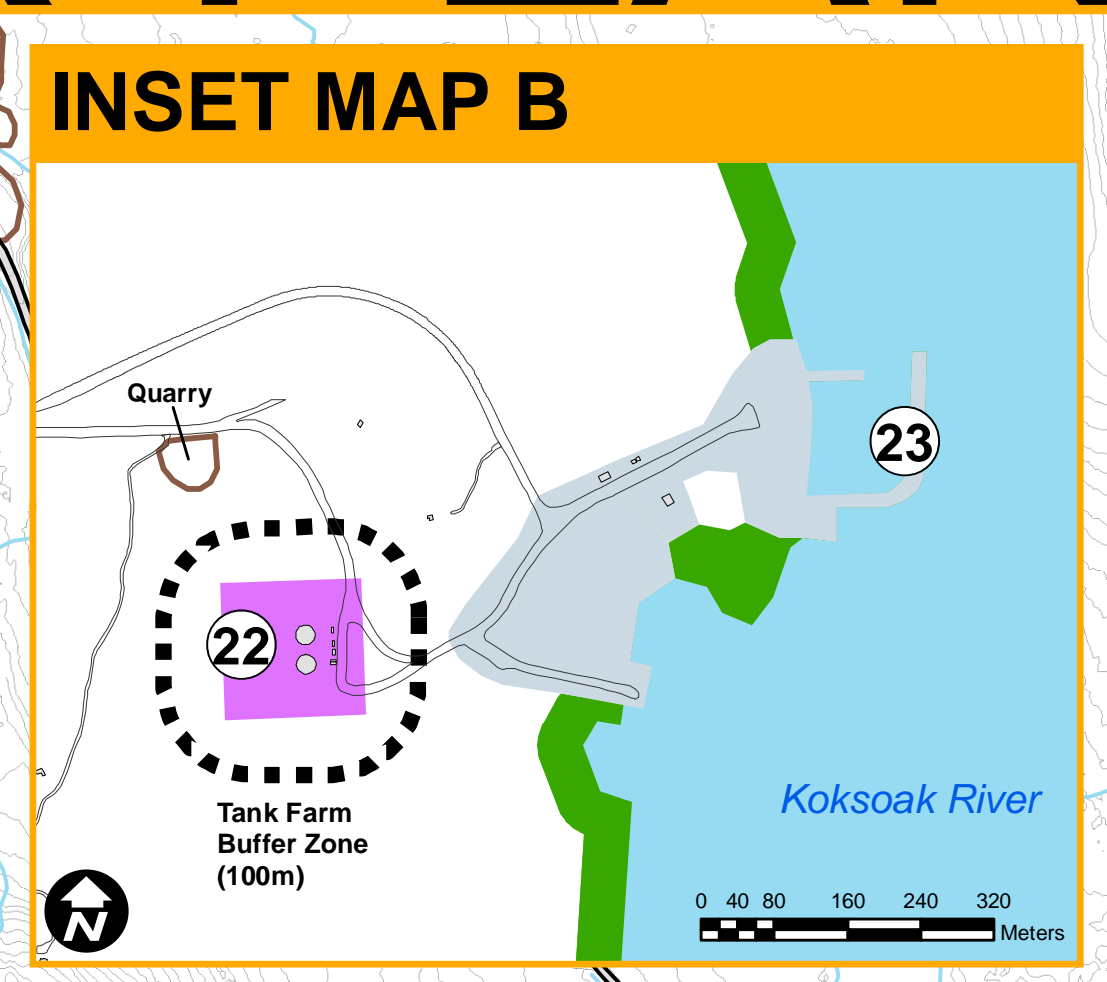 INSET MAP B
Quarry
23
22
Tank Farm
Buffer Zone
(100m)
Koksoak River
0 40 80 160 240 320
Meters
N